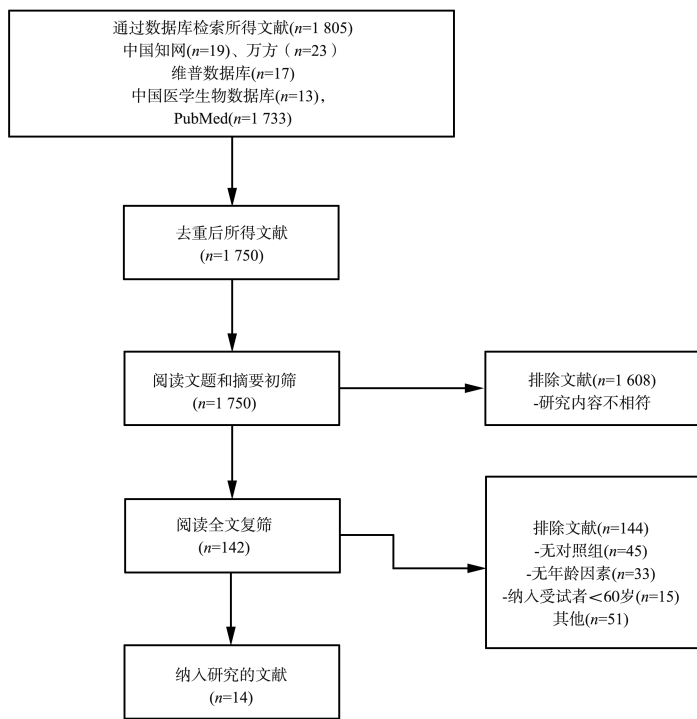 通过数据库检索所得文献(n=1 805)
中国知网(n=19)、万方（n=23）
维普数据库(n=17)
中国医学生物数据库(n=13),
PubMed(n=1 733)
去重后所得文献
(n=1 750)
阅读文题和摘要初筛
(n=1 750)
排除文献(n=1 608)
-研究内容不相符
阅读全文复筛
(n=142)
排除文献(n=144)
-无对照组(n=45)
-无年龄因素(n=33)
-纳入受试者＜60岁(n=15)
其他(n=51)
纳入研究的文献
(n=14)